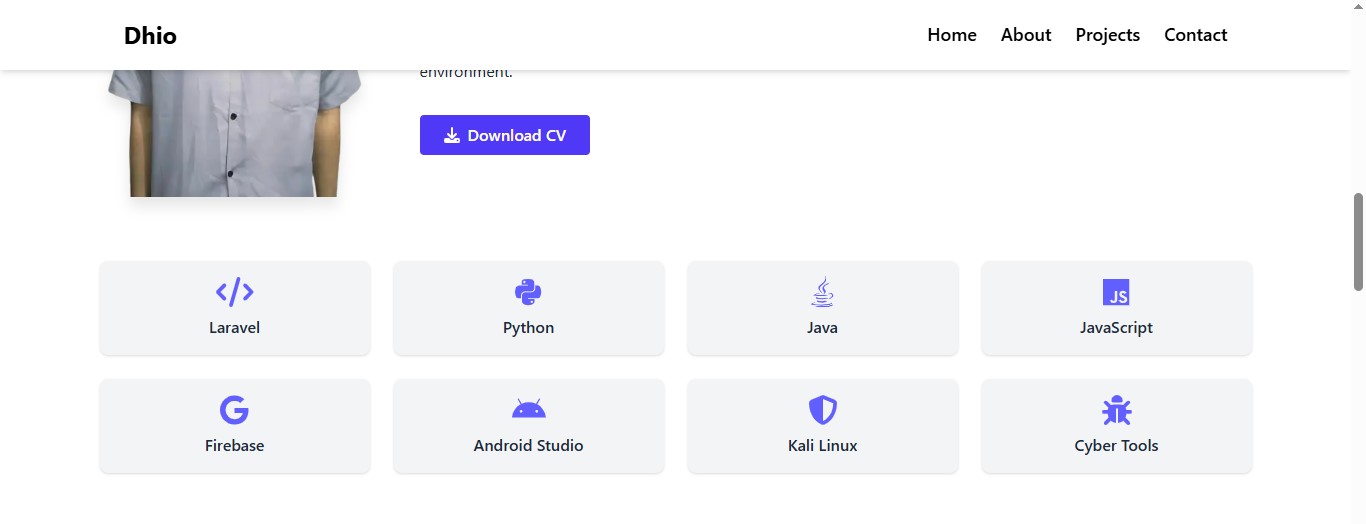 Dhio
Home About Projects Contact
environment.
Download CV
Laravel
Python
Java
JS
JavaScript
Firebase
Android Studio
Kali Linux
Cyber Tools